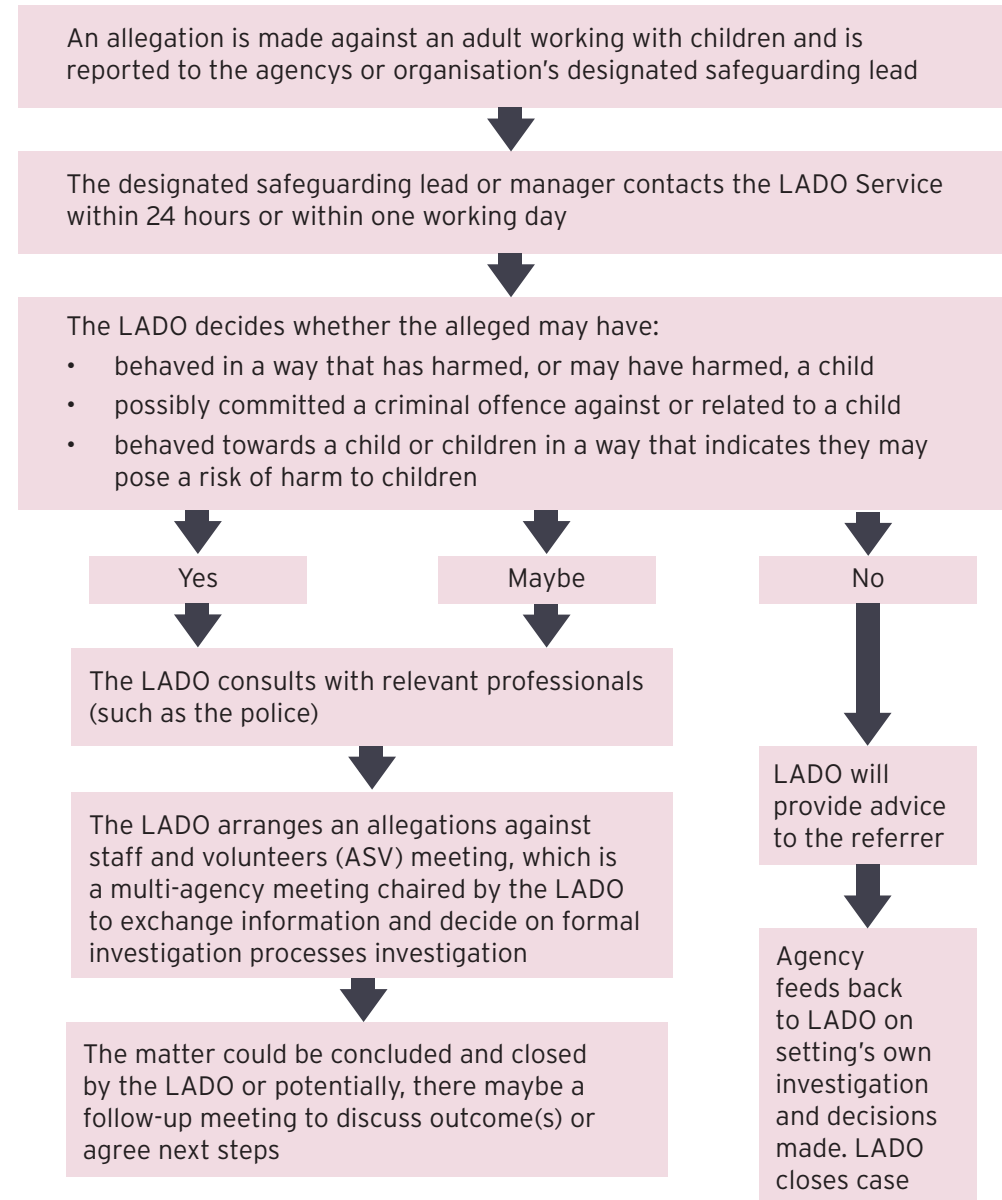 An allegation is made against an adult working with children and is
reported to the agencys or organisation’s designated safeguarding lead
The designated safeguarding lead or manager contacts the LADO Service
within 24 hours or within one working day
The LADO decides whether the alleged may have:
• behaved in a way that has harmed, or may have harmed, a child
• possibly committed a criminal offence against or related to a child
• behaved towards a child or children in a way that indicates they may
pose a risk of harm to children
Yes
Maybe
No
The LADO consults with relevant professionals
(such as the police)
The LADO arranges an allegations against
staff and volunteers (ASV) meeting, which is
a multi-agency meeting chaired by the LADO
to exchange information and decide on formal
investigation processes investigation
The matter could be concluded and closed
by the LADO or potentially, there maybe a
follow-up meeting to discuss outcome(s) or
agree next steps
LADO will
provide advice
to the referrer
Agency
feeds back
to LADO on
setting’s own
investigation
and decisions
made. LADO
closes case